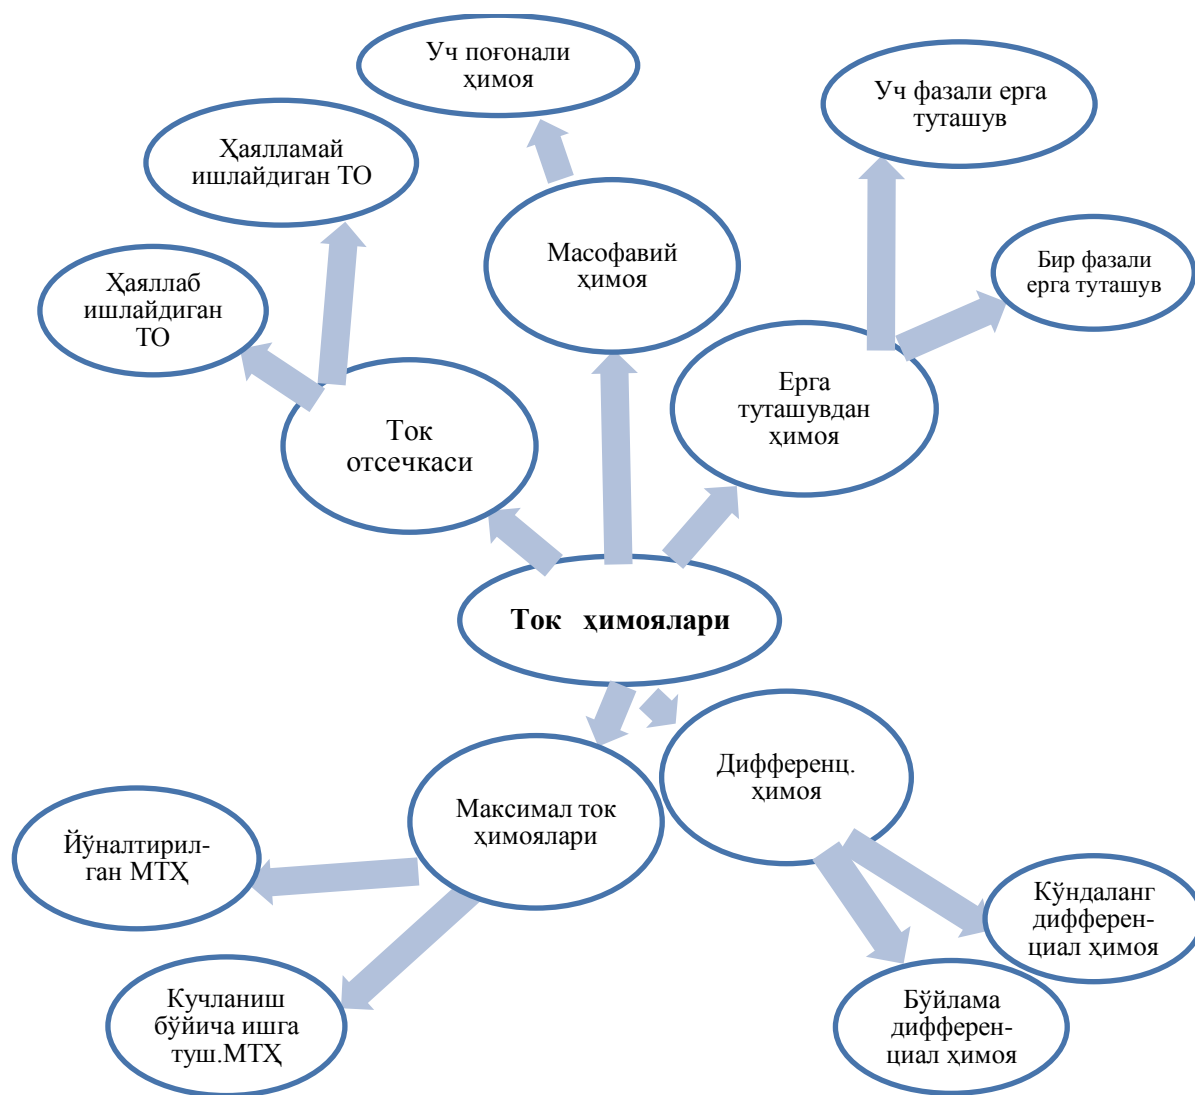 Уч поғонали
ҳимоя
Уч фазали ерга
туташув
Ҳаялламай
ишлайдиган ТО
Масофавий
ҳимоя
Бир фазали
ерга туташув
Ҳаяллаб
ишлайдиган
ТО
Ерга
туташувдан
ҳимоя
Ток
отсечкаси
Ток ҳимоялари
Дифференц.
ҳимоя
Максимал ток
ҳимоялари
Йўналтирил-
ган МТҲ
Кўндаланг
дифферен-
циал ҳимоя
Кучланиш
бўйича ишга
туш.МТҲ
Бўйлама
дифферен-
циал ҳимоя